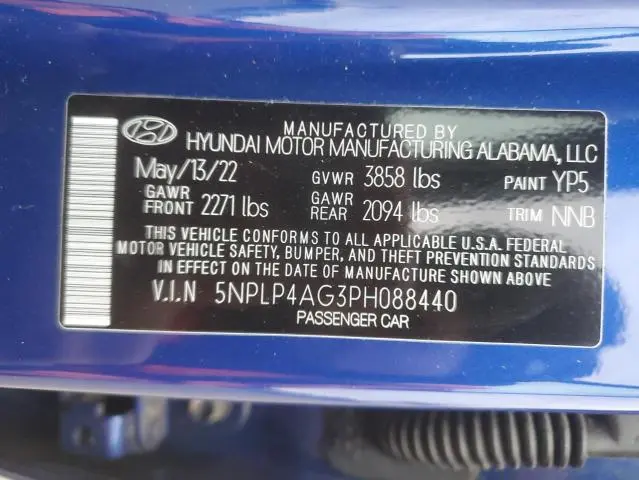 MANUFACTURED BY
HYUNDAI MOTOR MANUFACTURING ALABAMA, LLC
May/13/22 GVWR 3858 lbs PAINT YP5
GAWR FRONT 2271 lbs GAWR REAR 2094 lbs TRIM NNB
THIS VEHICLE CONFORMS TO ALL APPLICABLE U.S.A. FEDERAL
MOTOR VEHICLE SAFETY, BUMPER, AND THEFT PREVENTION STANDARDS
IN EFFECT ON THE DATE OF MANUFACTURE SHOWN ABOVE
V.I.N 5NPLP4AG3PH088440
PASSENGER CAR